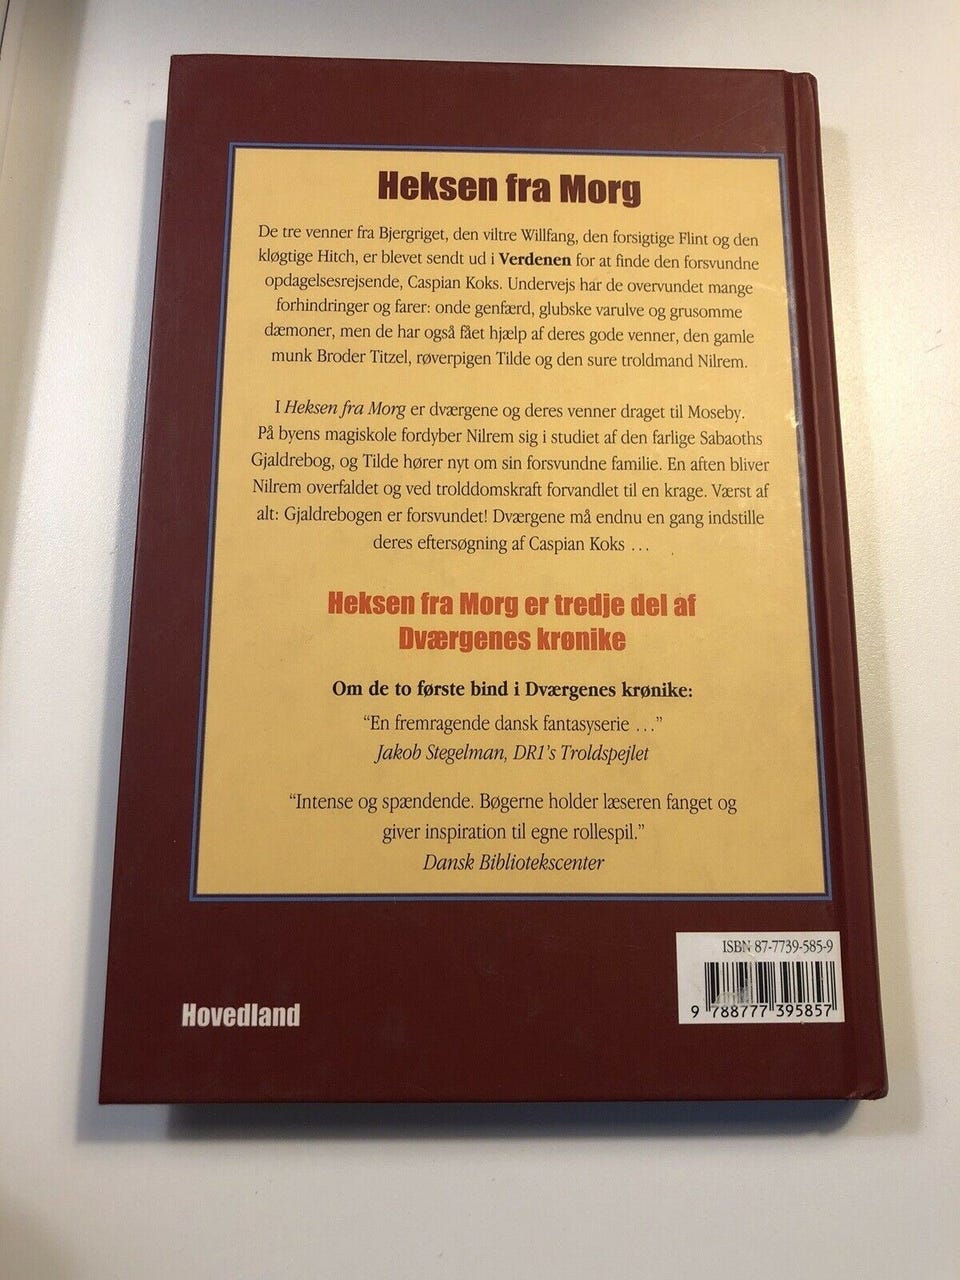 Heksen fra Morg
De tre venner fra Bjergriget, den viltre Willfang, den forsigtige Flint og den
kløgtige Hitch, er blevet sendt ud i Verdenen for at finde den forsvundne
opdagelsesrejsende, Caspian Koks. Undervejs har de overvundet mange
forhindringer og farer: onde genfærd, glubske varulve og grusomme
dæmoner, men de har også fået hjælp af deres gode venner, den gamle
munk Broder Titzel, røverpigen Tilde og den sure troldmand Nilrem.
I Heksen fra Morg er dværgene og deres venner draget til Moseby.
På byens magiskole fordyber Nilrem sig i studiet af den farlige Sabaoths
Gjaldrebog, og Tilde hører nyt om sin forsvundne familie. En aften bliver
Nilrem overfaldet og ved trolddomskraft forvandlet til en krage. Værst af
alt: Gjaldrebogen er forsvundet! Dværgene må endnu en gang indstille
deres eftersøgning af Caspian Koks ...
Heksen fra Morg er tredje del af
Dværgenes krønike
Om de to første bind i Dværgenes krønike:
“En fremragende dansk fantasyserie ...”
Jakob Stegelman, DR1's Troldspejlet
“Intense og spændende. Bøgerne holder læseren fanget og
giver inspiration til egne rollespil.”
Dansk Bibliotekscenter
ISBN 87-7739-585-9
9 788777 395857
Hovedland